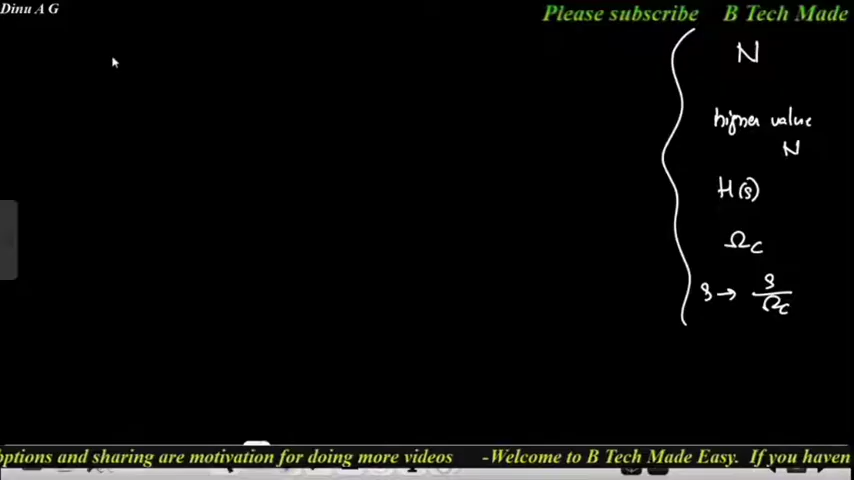 Dinu A G
Please subscribe B Tech Made
N
higher value
N
H(s)
Ωc
s → s/Ωc
options and sharing are motivation for doing more videos -Welcome to B Tech Made Easy. If you haven